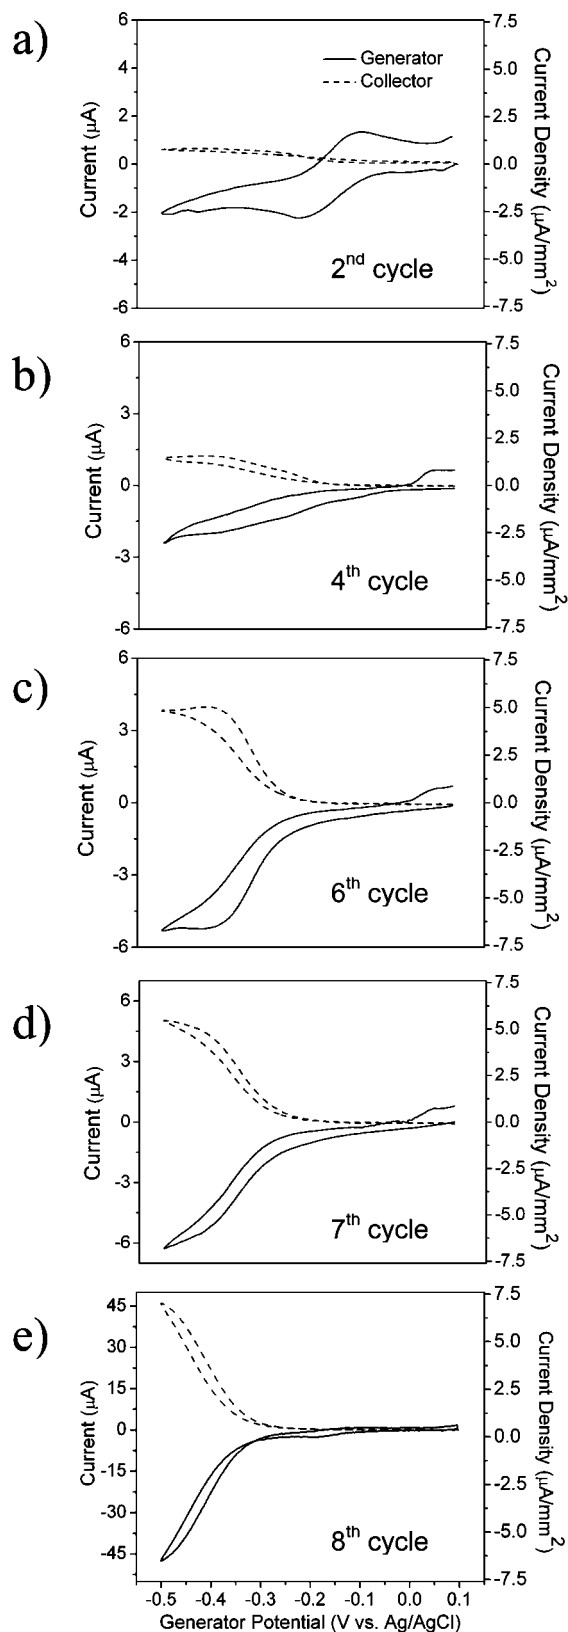 a)
6
4
2
0
-2
-4
-6
Current (μA)
Generator
Collector
2nd cycle
7.5
5.0
2.5
0.0
-2.5
-5.0
-7.5
Current Density (μA/mm2)
b)
6
3
0
-3
-6
Current (μA)
4th cycle
7.5
5.0
2.5
0.0
-2.5
-5.0
-7.5
Current Density (μA/mm2)
c)
6
3
0
-3
-6
Current (μA)
6th cycle
7.5
5.0
2.5
0.0
-2.5
-5.0
-7.5
Current Density (μA/mm2)
d)
6
3
0
-3
-6
Current (μA)
7th cycle
7.5
5.0
2.5
0.0
-2.5
-5.0
-7.5
Current Density (μA/mm2)
e)
45
30
15
0
-15
-30
-45
Current (μA)
8th cycle
7.5
5.0
2.5
0.0
-2.5
-5.0
-7.5
Current Density (μA/mm2)
-0.5 -0.4 -0.3 -0.2 -0.1 0.0 0.1
Generator Potential (V vs. Ag/AgCl)